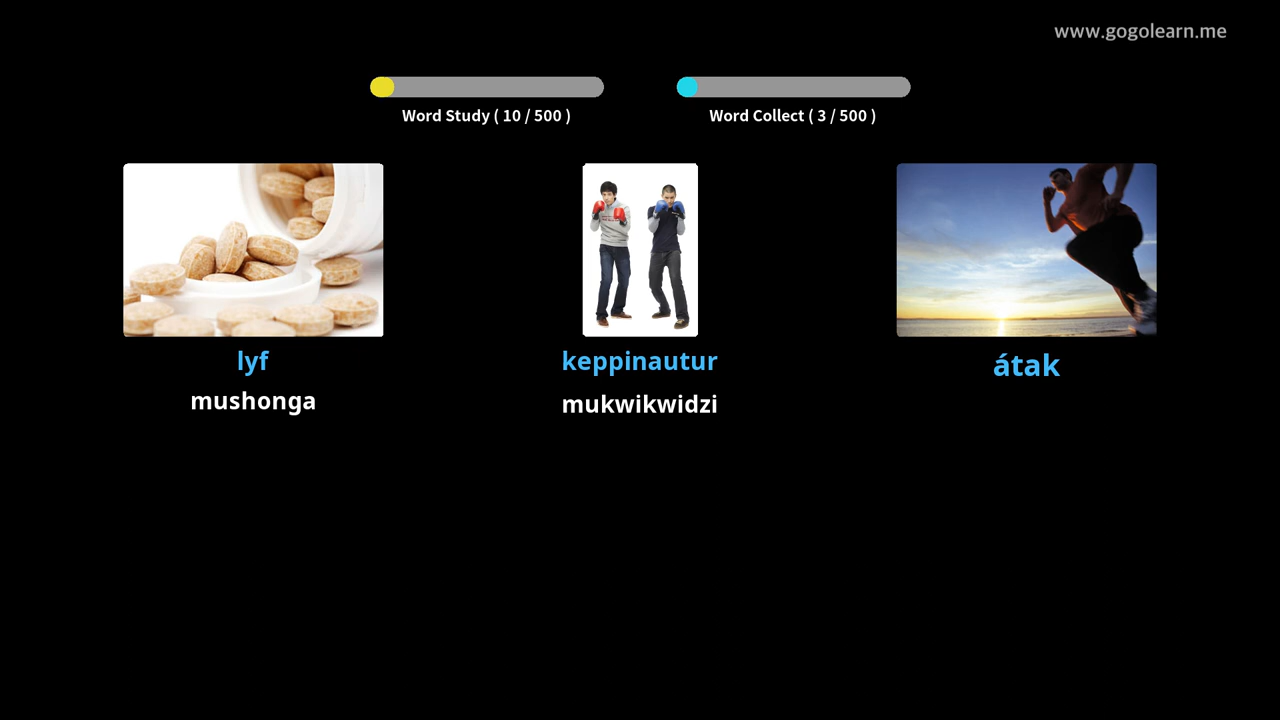 www.gogolearn.me
Word Study ( 10 / 500 )
Word Collect ( 3 / 500 )
lyf
mushonga
keppinautur
mukwikwidzi
átak